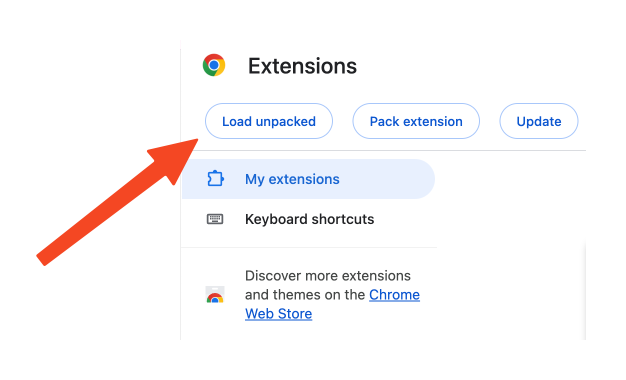 Extensions
Load unpacked Pack extension Update
My extensions
Keyboard shortcuts
Discover more extensions
and themes on the Chrome
Web Store